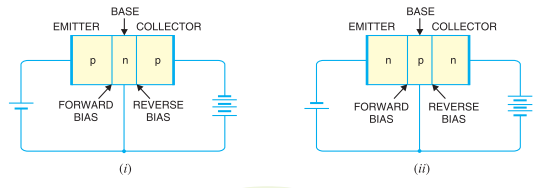 BASE
EMITTER COLLECTOR
p n p
FORWARD BIAS
REVERSE BIAS
(i)
BASE
EMITTER COLLECTOR
n p n
FORWARD BIAS
REVERSE BIAS
(ii)